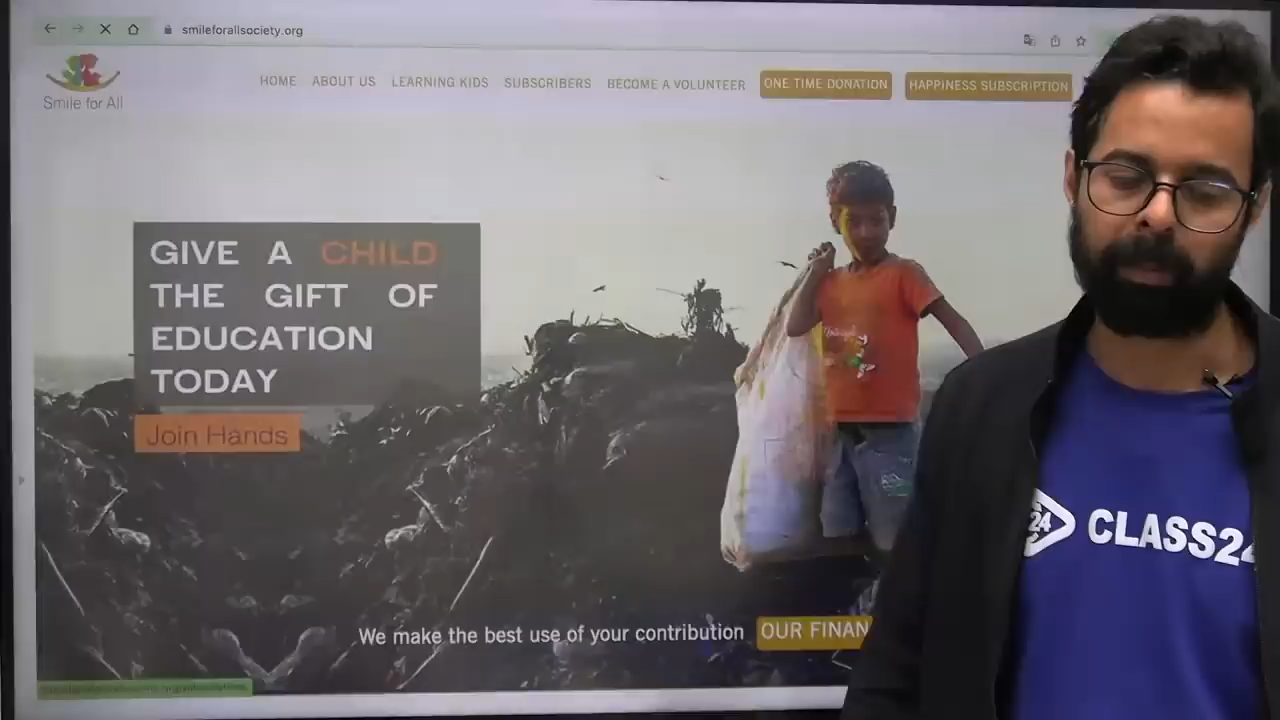 smileforallsociety.org
Smile for All
HOME ABOUT US LEARNING KIDS SUBSCRIBERS BECOME A VOLUNTEER ONE TIME DONATION HAPPINESS SUBSCRIPTION
GIVE A CHILD
THE GIFT OF
EDUCATION
TODAY
Join Hands
We make the best use of your contribution OUR FINAN
24 CLASS24